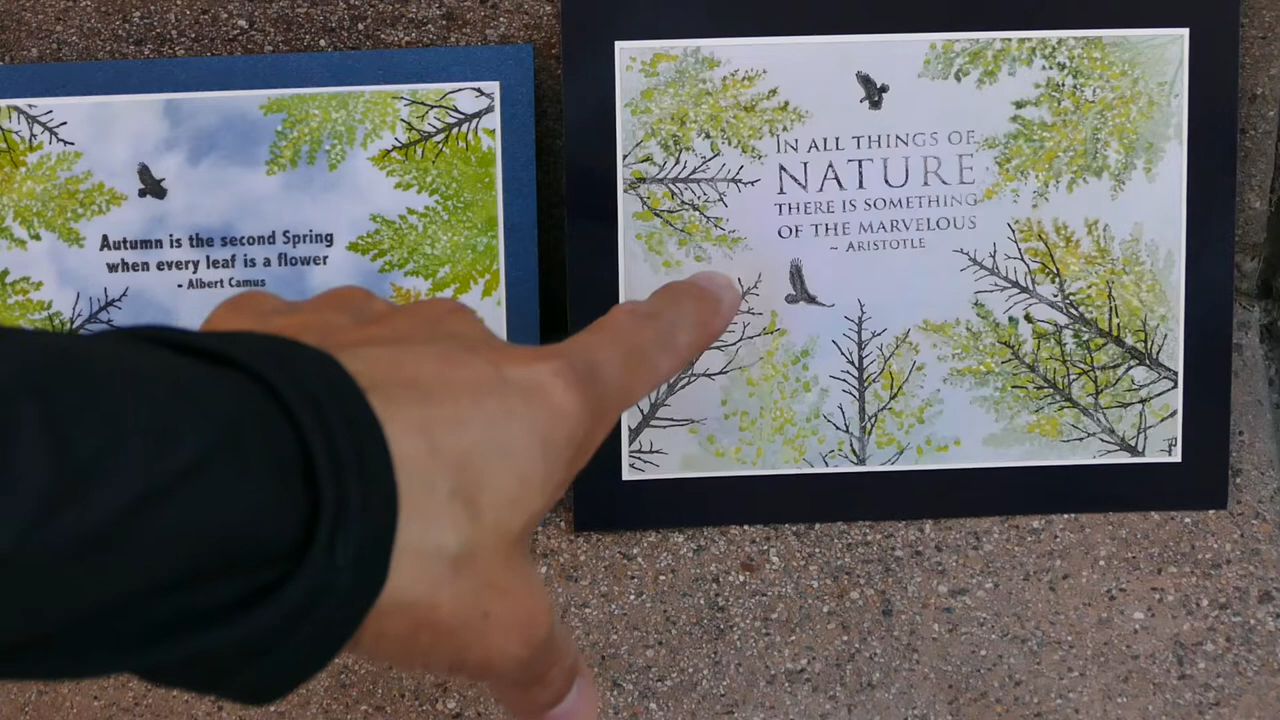 Autumn is the second Spring
when every leaf is a flower
- Albert Camus
IN ALL THINGS OF
NATURE
THERE IS SOMETHING
OF THE MARVELOUS
~ ARISTOTLE